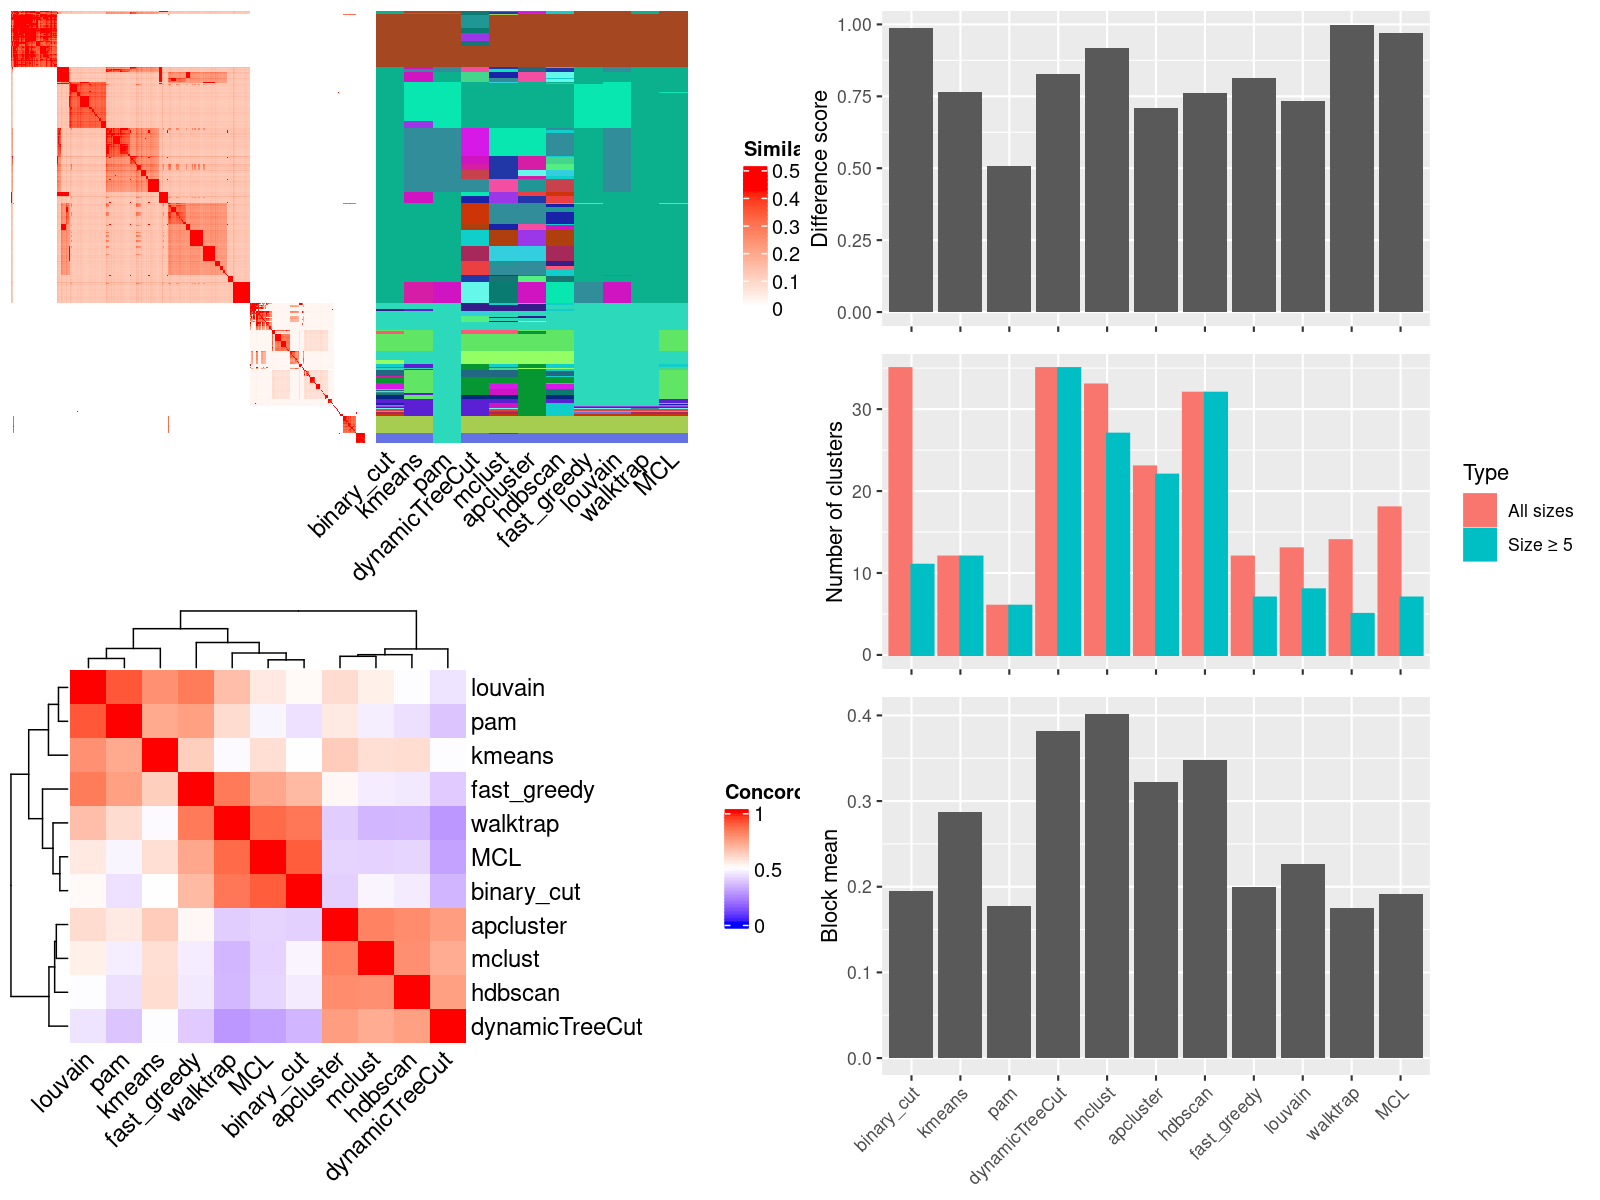 Simila
0.5
0.4
0.3
0.2
0.1
0
binary_cut
kmeans
pam
dynamicTreeCut
mclust
apcluster
hdbscan
fast_greedy
louvain
walktrap
MCL
Difference score
1.00
0.75
0.50
0.25
0.00
Number of clusters
30
20
10
0
Type
All sizes
Size ≥ 5
Block mean
0.4
0.3
0.2
0.1
0.0
binary_cut
kmeans
pam
dynamicTreeCut
mclust
apcluster
hdbscan
fast_greedy
louvain
walktrap
MCL
louvain
pam
kmeans
fast_greedy
walktrap
MCL
binary_cut
apcluster
mclust
hdbscan
dynamicTreeCut
louvain
pam
kmeans
fast_greedy
walktrap
MCL
binary_cut
apcluster
mclust
hdbscan
dynamicTreeCut
Concord
1
0.5
0